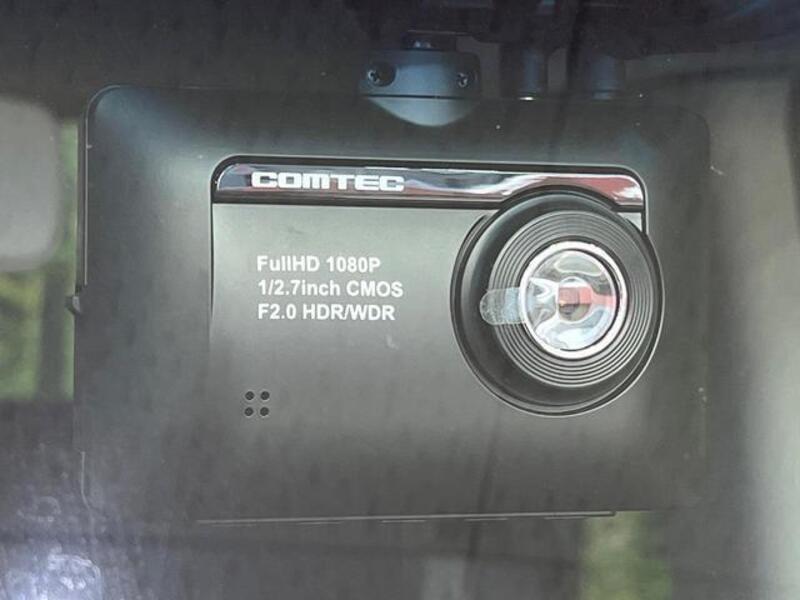 COMTEC
FullHD 1080P
1/2.7inch CMOS
F2.0 HDR/WDR